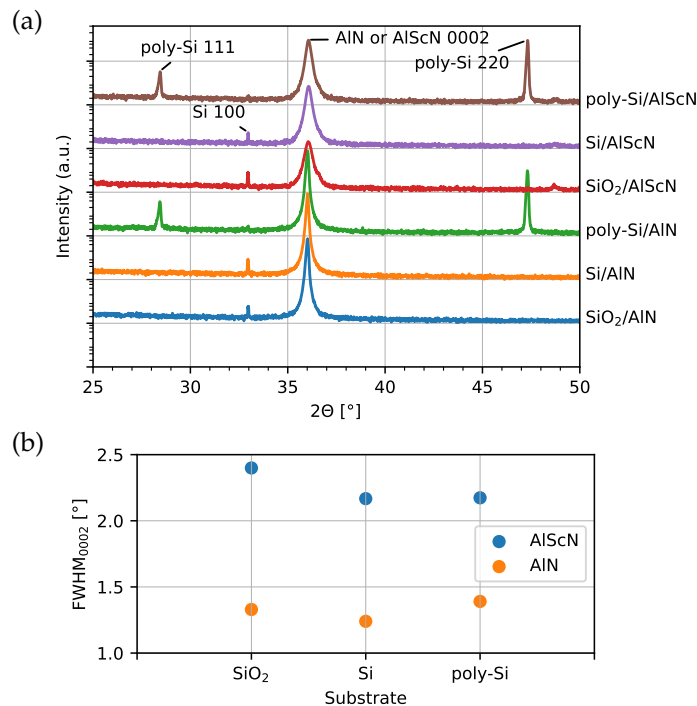 (a)
poly-Si 111
AlN or AlScN 0002
poly-Si 220
Si 100
poly-Si/AlScN
Si/AlScN
SiO₂/AlScN
poly-Si/AlN
Si/AlN
SiO₂/AlN
Intensity (a.u.)
25 30 35 40 45 50
2Θ [°]
(b)
2.5
2.0
1.5
1.0
FWHM₀₀₀₂ [°]
AlScN
AlN
SiO₂ Si poly-Si
Substrate